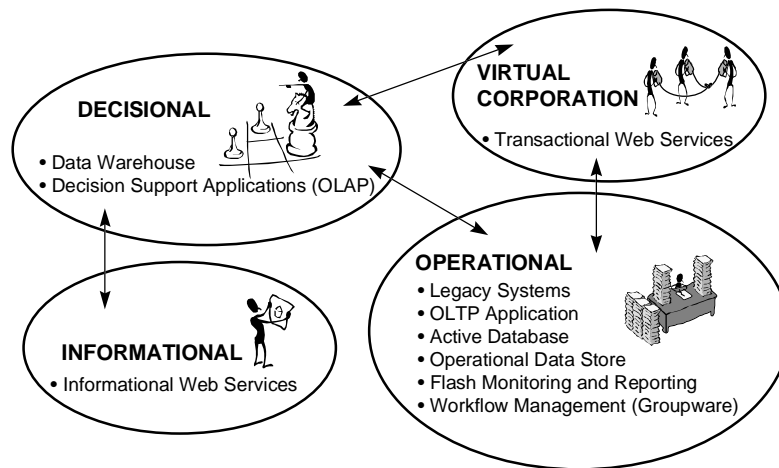 DECISIONAL
• Data Warehouse
• Decision Support Applications (OLAP)
VIRTUAL
CORPORATION
• Transactional Web Services
INFORMATIONAL
• Informational Web Services
OPERATIONAL
• Legacy Systems
• OLTP Application
• Active Database
• Operational Data Store
• Flash Monitoring and Reporting
• Workflow Management (Groupware)